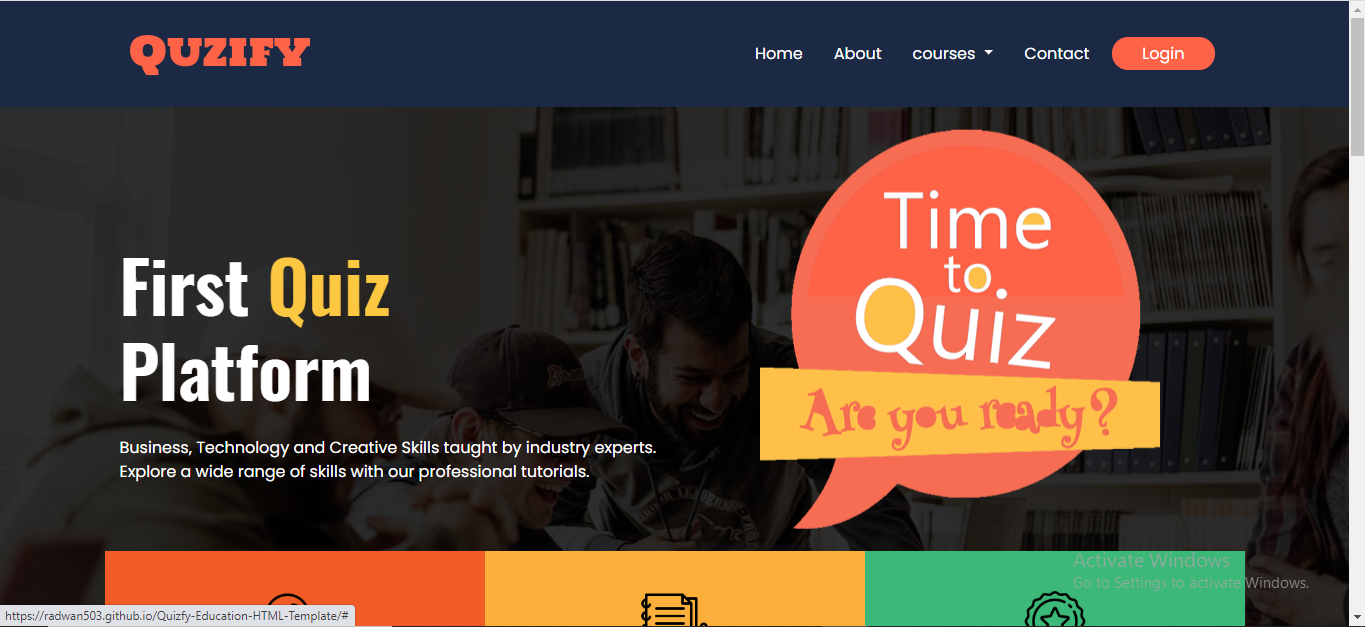 QUZIFY
Home About courses Contact Login
Time
to
Quiz
Are you ready?
First Quiz
Platform
Business, Technology and Creative Skills taught by industry experts.
Explore a wide range of skills with our professional tutorials.
Activate Windows
Go to Settings to activate Windows.
https://radwan503.github.io/Quizfy-Education-HTML-Template/#